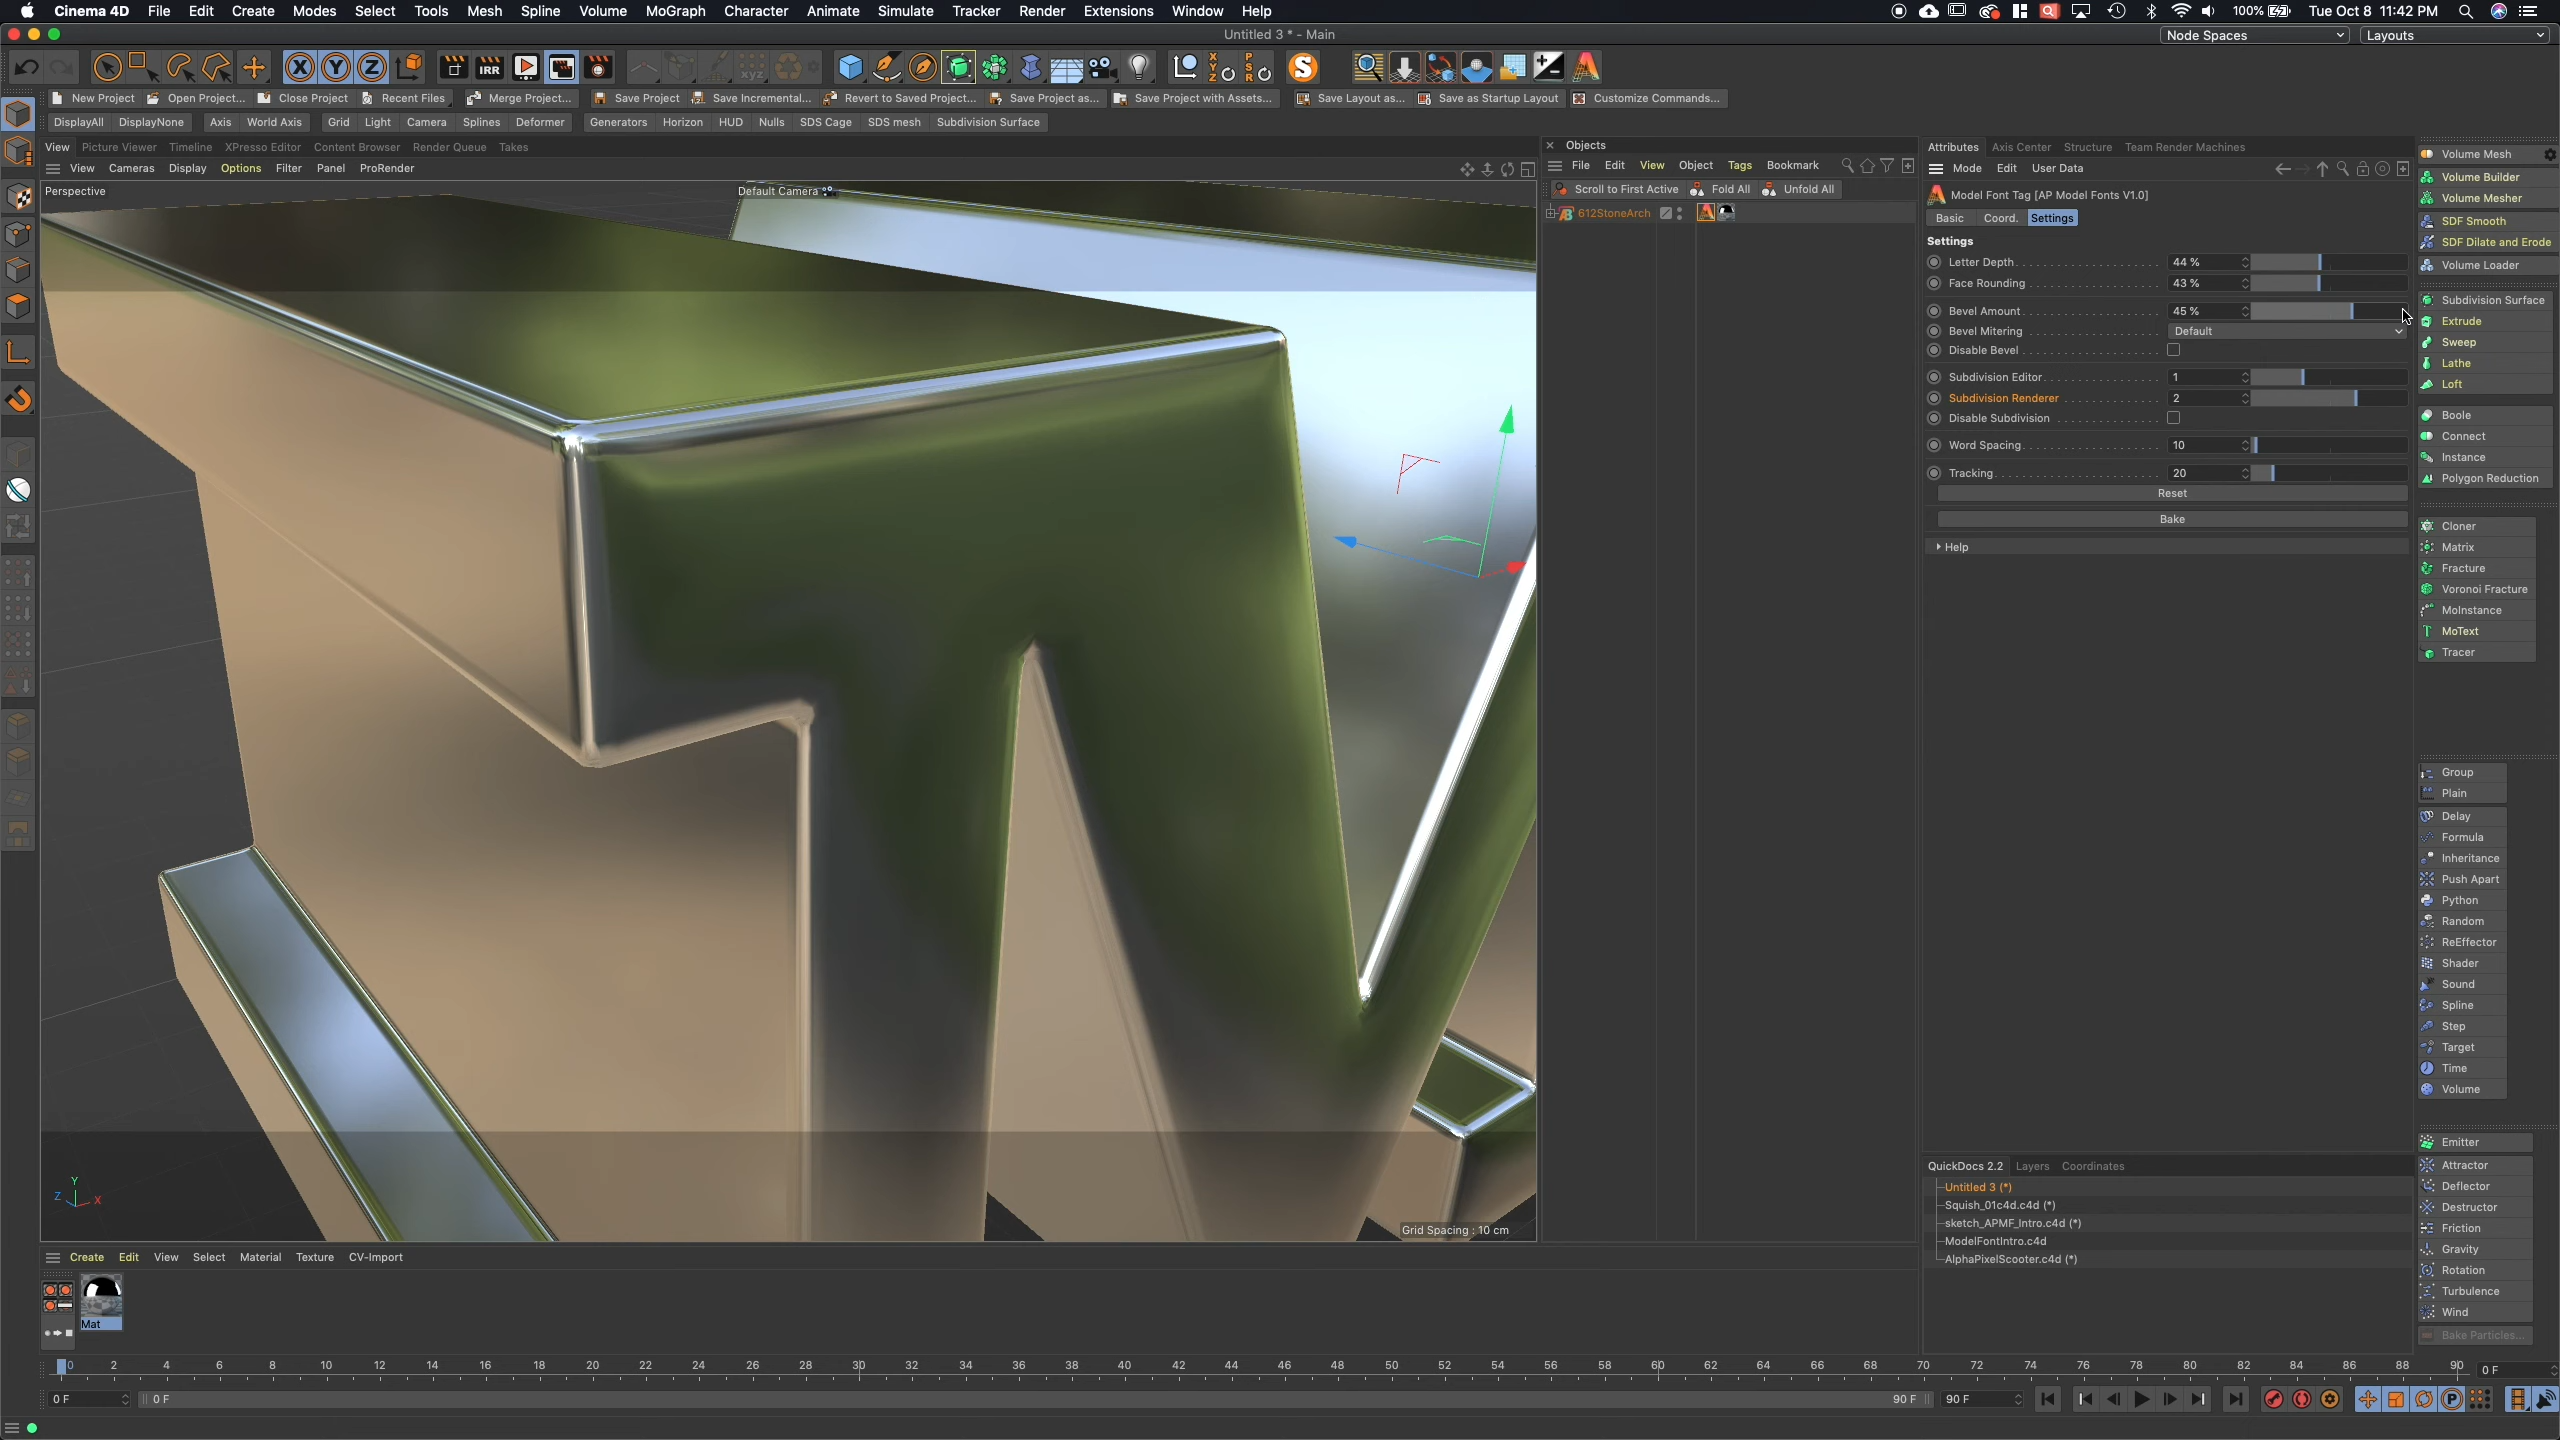 Cinema 4D File Edit Create Modes Select Tools Mesh Spline Volume MoGraph Character Animate Simulate Tracker Render Extensions Window Help 100% Tue Oct 8 11:42 PM
Untitled 3 * - Main
Node Spaces
Layouts
IRR
XYZ
PSR
New Project Open Project... Close Project Recent Files Merge Project... Save Project Save Incremental... Revert to Saved Project... Save Project as... Save Project with Assets... Save Layout as... Save as Startup Layout Customize Commands...
DisplayAll DisplayNone Axis World Axis Grid Light Camera Splines Deformer Generators Horizon HUD Nulls SDS Cage SDS mesh Subdivision Surface
View Picture Viewer Timeline XPresso Editor Content Browser Render Queue Takes
View Cameras Display Options Filter Panel ProRender
Perspective
Default Camera
Grid Spacing : 10 cm
Y
Z
X
Objects
File Edit View Object Tags Bookmark
Scroll to First Active Fold All Unfold All
612StoneArch
Attributes Axis Center Structure Team Render Machines
Mode Edit User Data
Model Font Tag [AP Model Fonts V1.0]
Basic Coord. Settings
Settings
Letter Depth 44 %
Face Rounding 43 %
Bevel Amount 45 %
Bevel Mitering Default
Disable Bevel
Subdivision Editor 1
Subdivision Renderer 2
Disable Subdivision
Word Spacing 10
Tracking 20
Reset
Bake
Help
QuickDocs 2.2 Layers Coordinates
Untitled 3 (*)
Squish_01c4d.c4d (*)
sketch_APMF_Intro.c4d (*)
ModelFontIntro.c4d
AlphaPixelScooter.c4d (*)
Volume Mesh
Volume Builder
Volume Mesher
SDF Smooth
SDF Dilate and Erode
Volume Loader
Subdivision Surface
Extrude
Sweep
Lathe
Loft
Boole
Connect
Instance
Polygon Reduction
Cloner
Matrix
Fracture
Voronoi Fracture
MoInstance
MoText
Tracer
Group
Plain
Delay
Formula
Inheritance
Push Apart
Python
Random
ReEffector
Shader
Sound
Spline
Step
Target
Time
Volume
Emitter
Attractor
Deflector
Destructor
Friction
Gravity
Rotation
Turbulence
Wind
Bake Particles...
Create Edit View Select Material Texture CV-Import
Mat
0 2 4 6 8 10 12 14 16 18 20 22 24 26 28 30 32 34 36 38 40 42 44 46 48 50 52 54 56 58 60 62 64 66 68 70 72 74 76 78 80 82 84 86 88 90 0 F
0 F 0 F 90 F 90 F